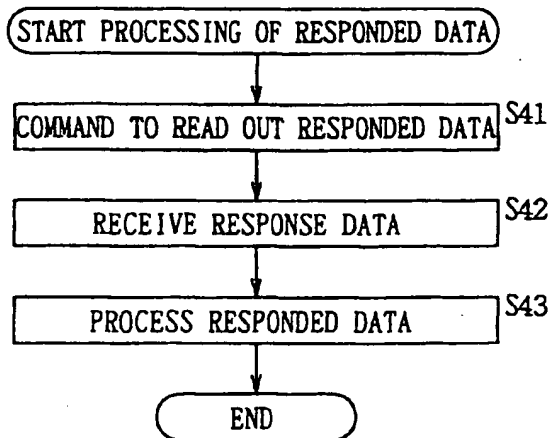 START PROCESSING OF RESPONDED DATA
COMMAND TO READ OUT RESPONDED DATA S41
RECEIVE RESPONSE DATA S42
PROCESS RESPONDED DATA S43
END